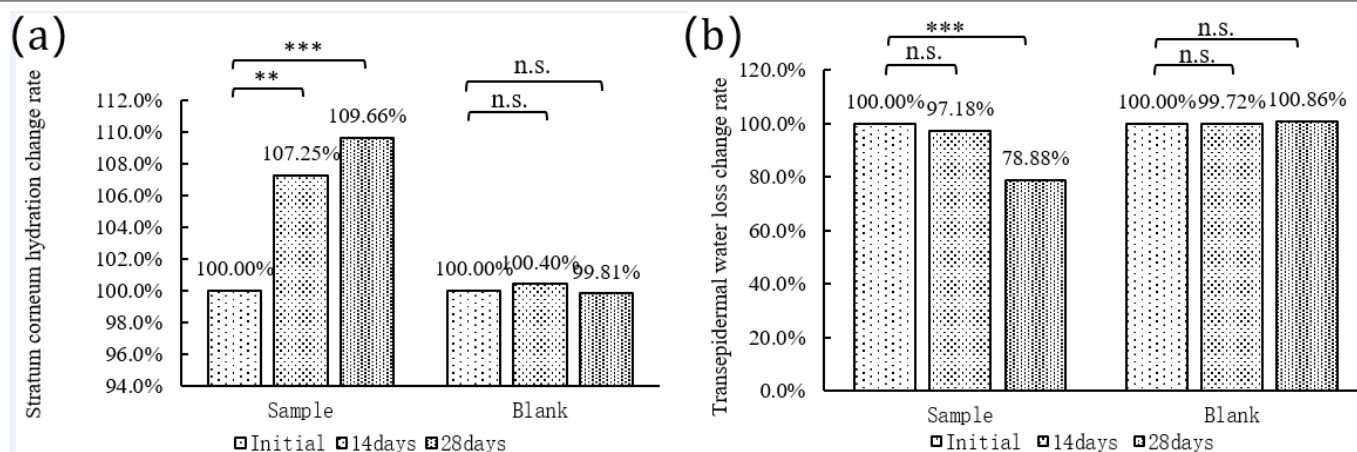 (a)
***
**
n.s.
n.s.
Stratum corneum hydration change rate
112.0%
110.0%
108.0%
106.0%
104.0%
102.0%
100.0%
98.0%
96.0%
94.0%
100.00%
107.25%
109.66%
100.00%
100.40%
99.81%
Sample
Blank
Initial
14days
28days
(b)
***
n.s.
n.s.
n.s.
Transepidermal water loss change rate
120.0%
100.0%
80.0%
60.0%
40.0%
20.0%
0.0%
100.00%
97.18%
78.88%
100.00%
99.72%
100.86%
Sample
Blank
Initial
14days
28days